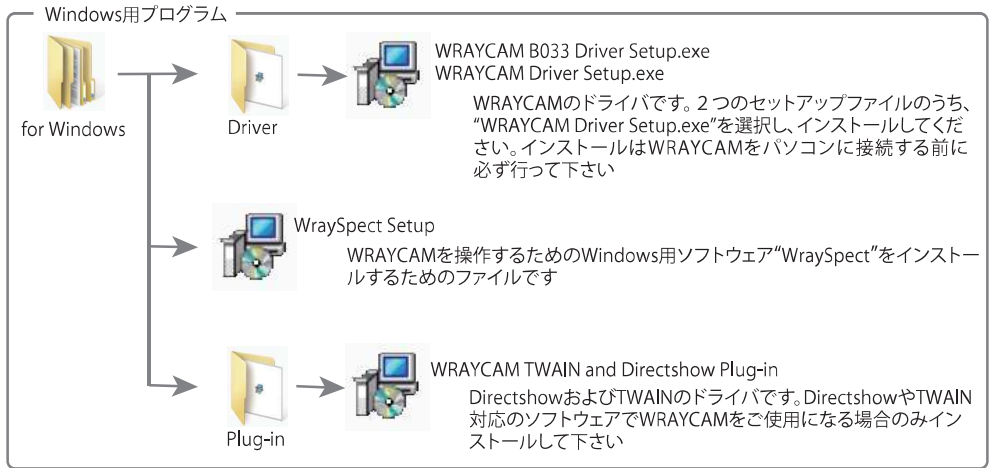 Windows用プログラム
for Windows
Driver
WRAYCAM B033 Driver Setup.exe
WRAYCAM Driver Setup.exe
WRAYCAMのドライバです。２つのセットアップファイルのうち、
“WRAYCAM Driver Setup.exe”を選択し、インストールしてくだ
さい。インストールはWRAYCAMをパソコンに接続する前に
必ず行って下さい
WraySpect Setup
WRAYCAMを操作するためのWindows用ソフトウェア“WraySpect”をインストー
ルするためのファイルです
Plug-in
WRAYCAM TWAIN and Directshow Plug-in
DirectshowおよびTWAINのドライバです。DirectshowやTWAIN
対応のソフトウェアでWRAYCAMをご使用になる場合のみイン
ストールして下さい